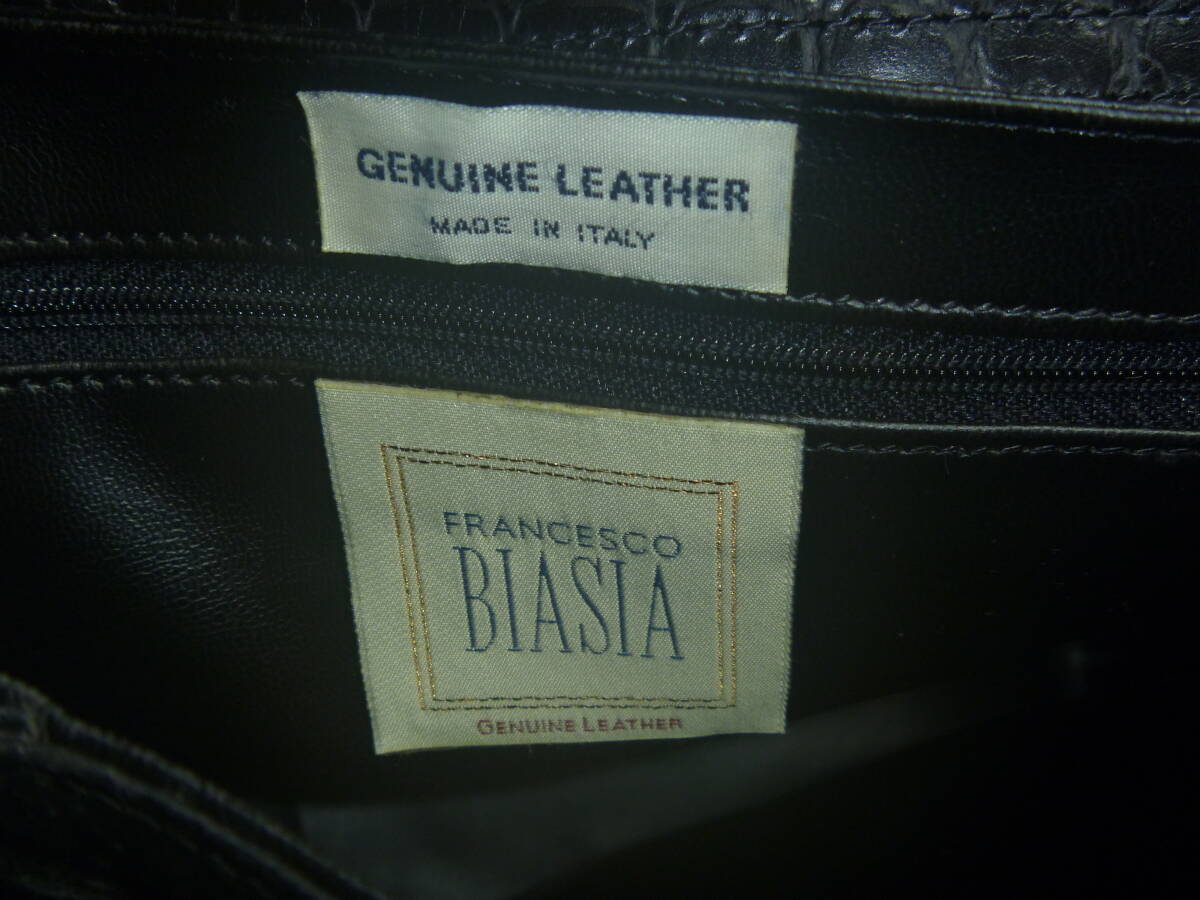 GENUINE LEATHER
MADE IN ITALY
FRANCESCO
BIASIA
GENUINE LEATHER